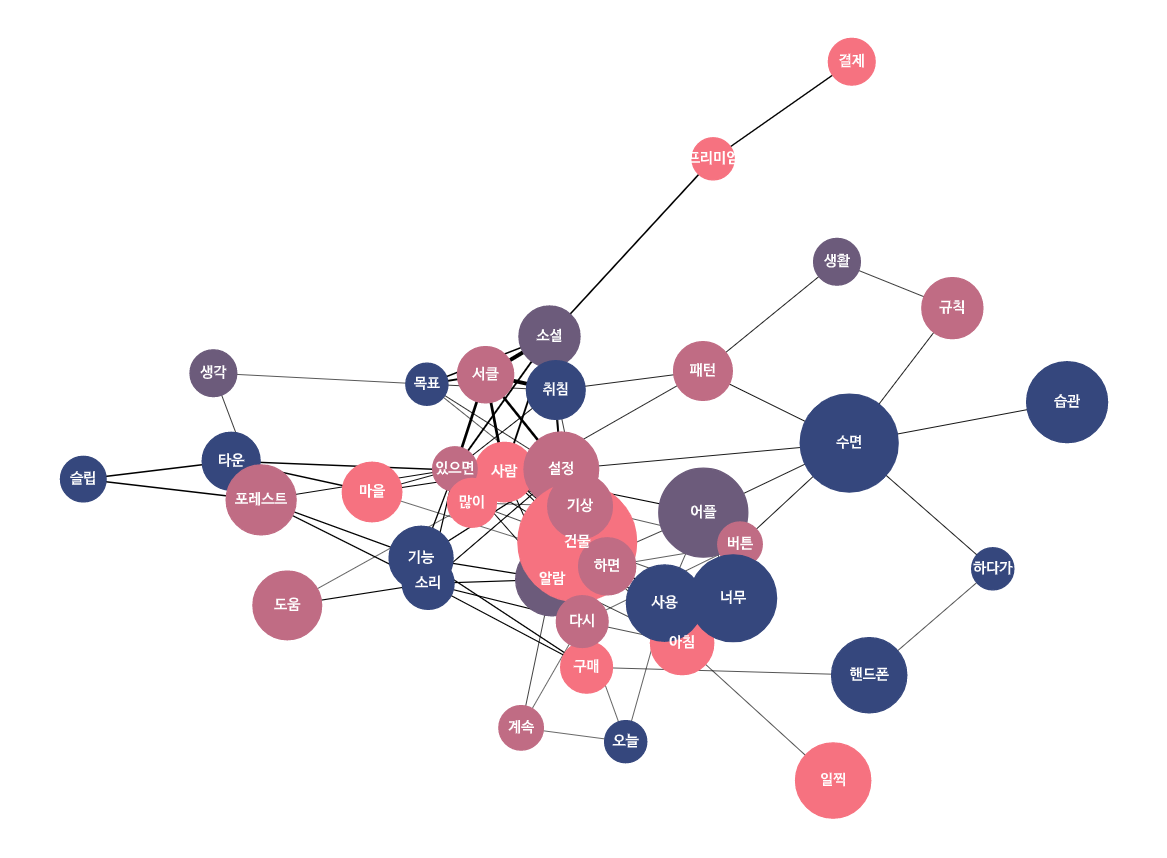 결제
프리미엄
생활
규칙
소셜
서클
목표
취침
생각
패턴
습관
수면
타운
슬립
포레스트
마을
있으면
사람
설정
많이
기상
어플
건물
버튼
기능
소리
알람
하면
하다가
도움
사용
너무
다시
아침
구매
핸드폰
계속
오늘
일찍